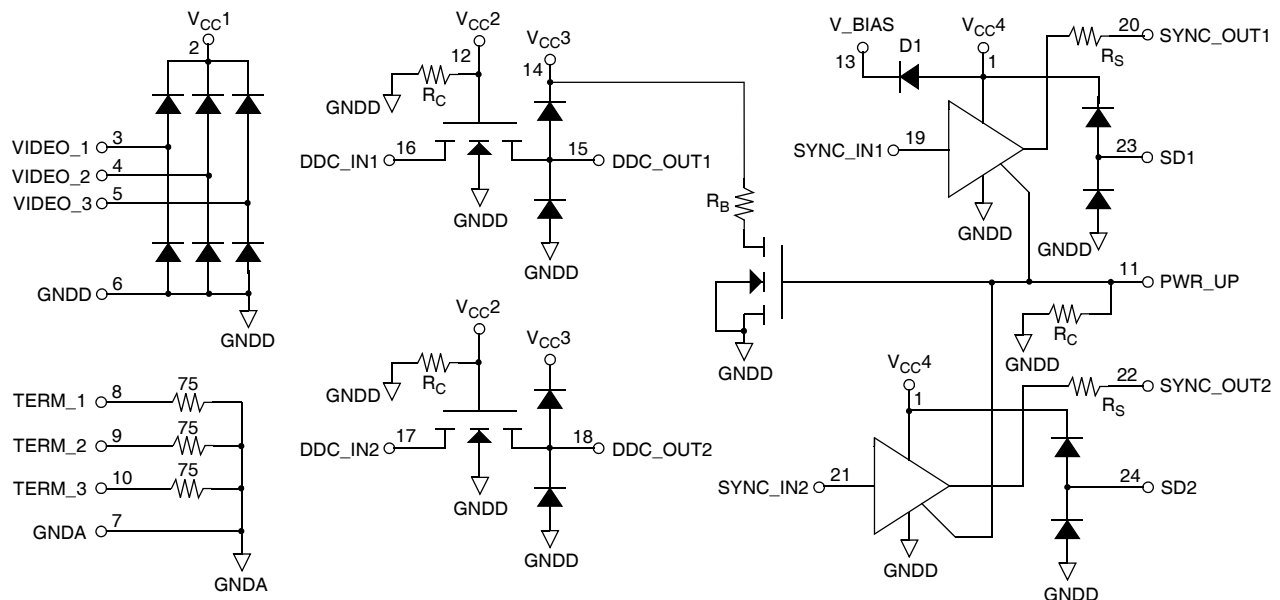 VCC1
2
VIDEO_1
3
VIDEO_2
4
VIDEO_3
5
GNDD
6
GNDD
TERM_1
8
75
TERM_2
9
75
TERM_3
10
75
GNDA
7
GNDA
VCC2
12
RC
GNDD
VCC3
14
DDC_IN1
16
15
DDC_OUT1
GNDD
GNDD
VCC2
RC
GNDD
VCC3
DDC_IN2
17
18
DDC_OUT2
GNDD
GNDD
RB
GNDD
V_BIAS
13
D1
VCC4
1
20
SYNC_OUT1
RS
SYNC_IN1
19
23
SD1
GNDD
GNDD
11
PWR_UP
RC
GNDD
VCC4
1
22
SYNC_OUT2
RS
SYNC_IN2
21
24
SD2
GNDD
GNDD